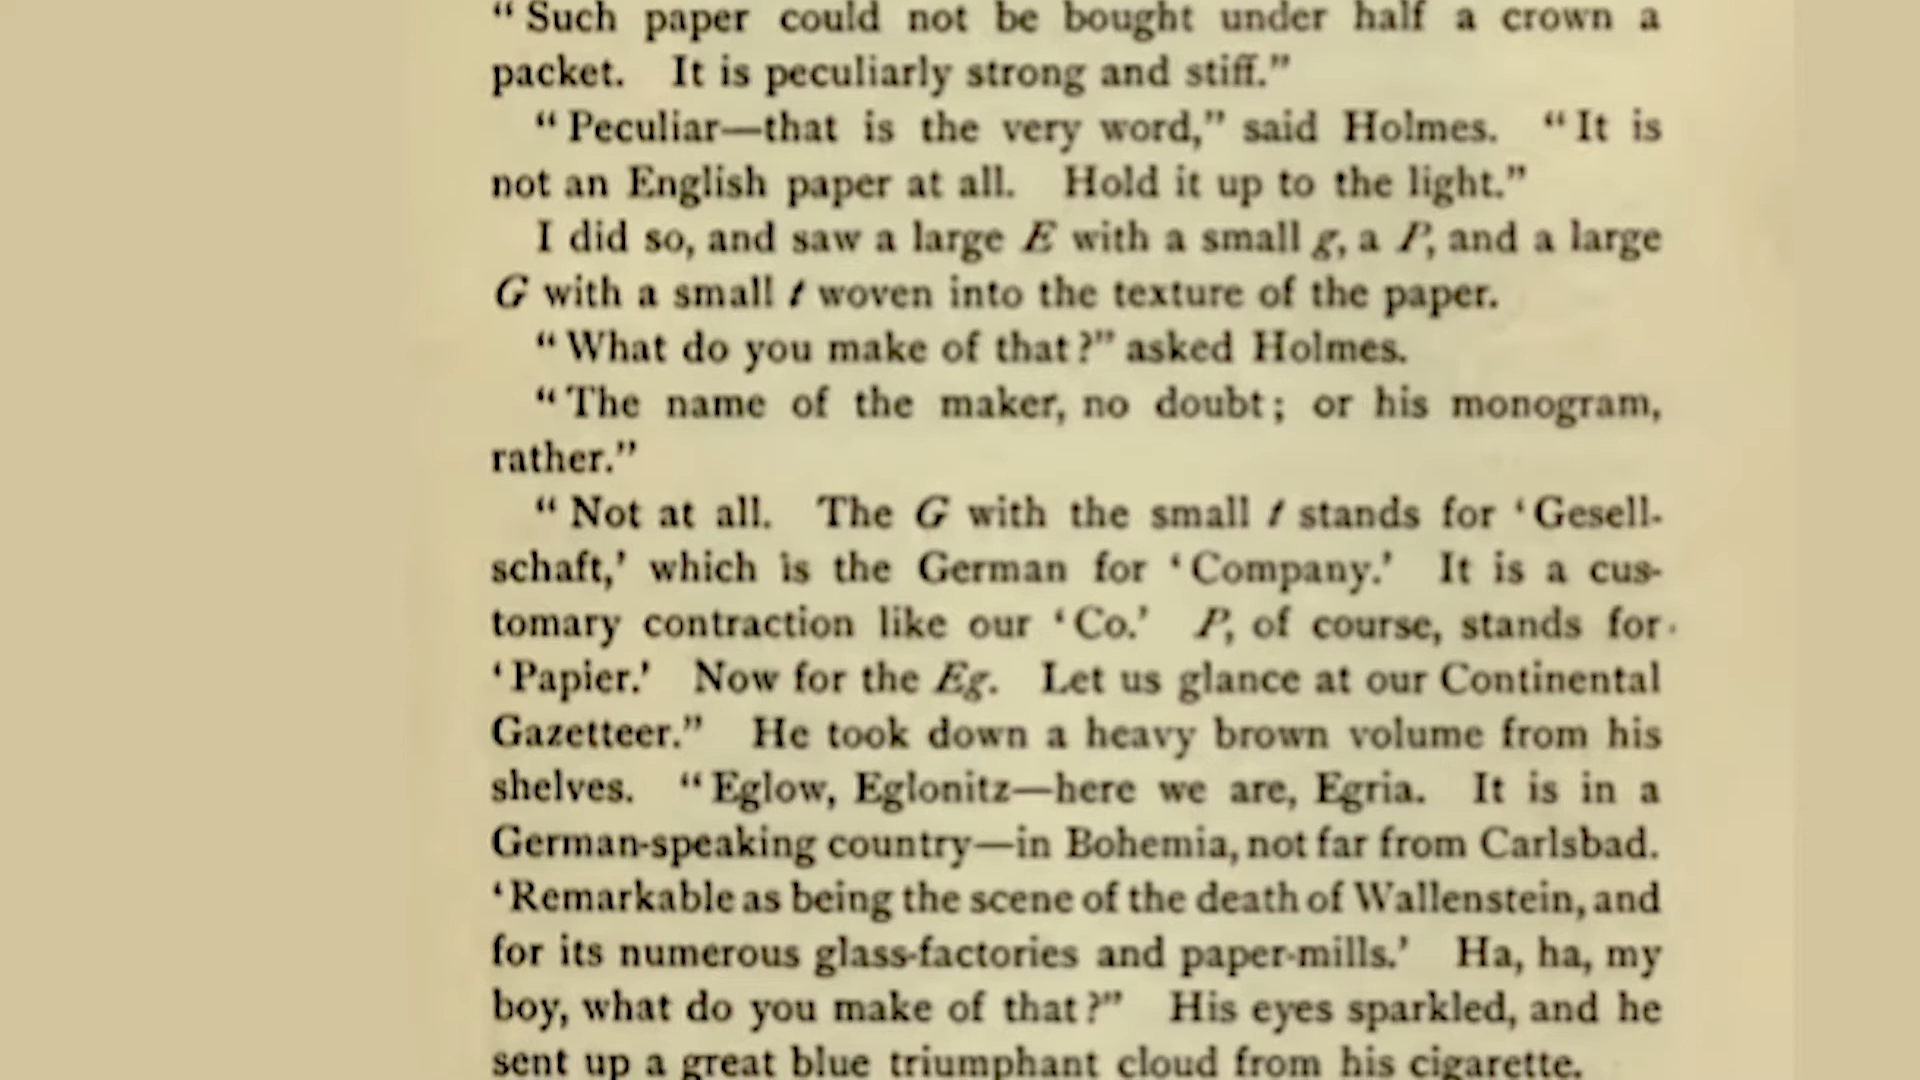 “Such paper could not be bought under half a crown a
packet. It is peculiarly strong and stiff.”
“Peculiar—that is the very word,” said Holmes. “It is
not an English paper at all. Hold it up to the light.”
I did so, and saw a large E with a small g, a P, and a large
G with a small t woven into the texture of the paper.
“What do you make of that?” asked Holmes.
“The name of the maker, no doubt; or his monogram,
rather.”
“Not at all. The G with the small t stands for ‘Gesell-
schaft,’ which is the German for ‘Company.’ It is a cus-
tomary contraction like our ‘Co.’ P, of course, stands for
‘Papier.’ Now for the Eg. Let us glance at our Continental
Gazetteer.” He took down a heavy brown volume from his
shelves. “Eglow, Eglonitz—here we are, Egria. It is in a
German-speaking country—in Bohemia, not far from Carlsbad.
‘Remarkable as being the scene of the death of Wallenstein, and
for its numerous glass-factories and paper-mills.’ Ha, ha, my
boy, what do you make of that?” His eyes sparkled, and he
sent up a great blue triumphant cloud from his cigarette.